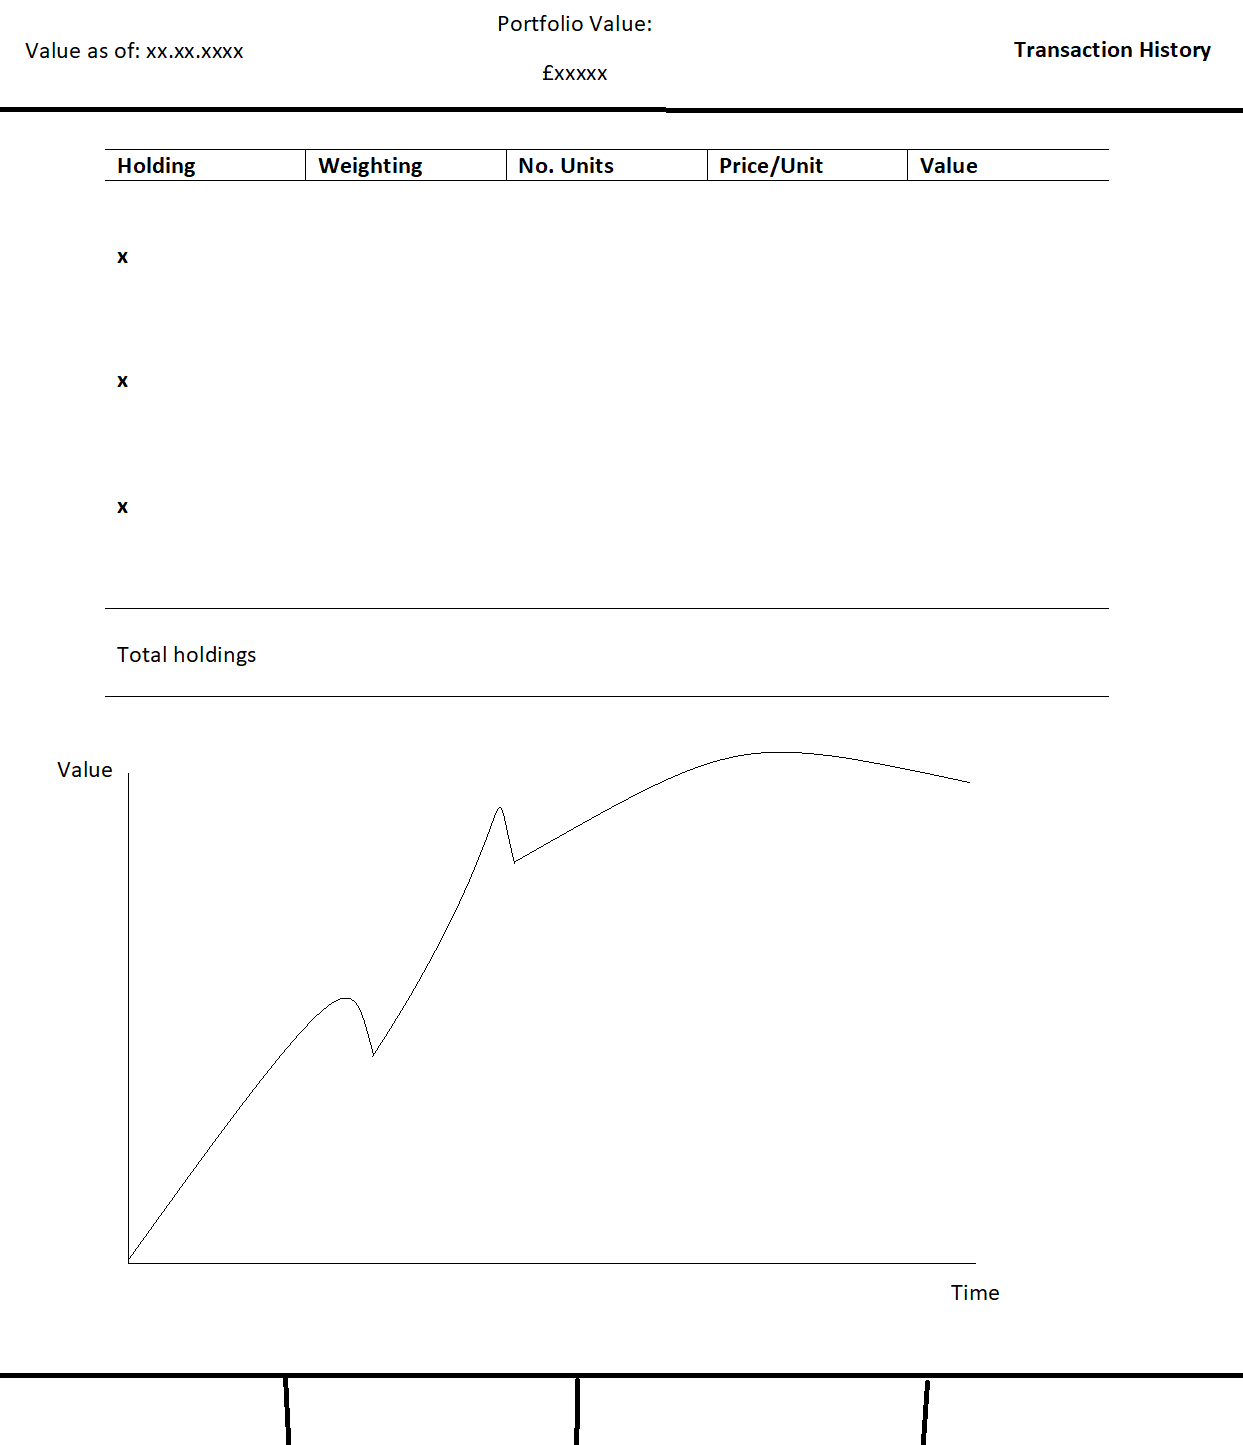 Portfolio Value:
Value as of: xx.xx.xxxx
Transaction History
£xxxxx
Holding Weighting No. Units Price/Unit Value
x
x
x
Total holdings
Value
Time